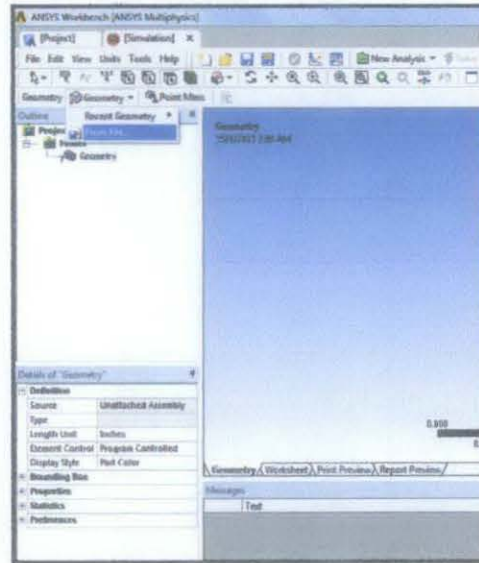 ANSYS Workbench [ANSYS Multiphysics]
[Project] [Simulation] ×
File Edit View Units Tools Help New Analysis
Geometry Geometry Point Mass
Outline
Recent Geometry
Project
From File...
Model
Geometry
Geometry
Details of "Geometry"
Definition
Source Unattached Assembly
Type
Length Unit Inches
Element Control Program Controlled
Display Style Part Color
Bounding Box
Properties
Statistics
Preferences
0.000
Geometry Worksheet Print Preview Report Preview
Messages
Text